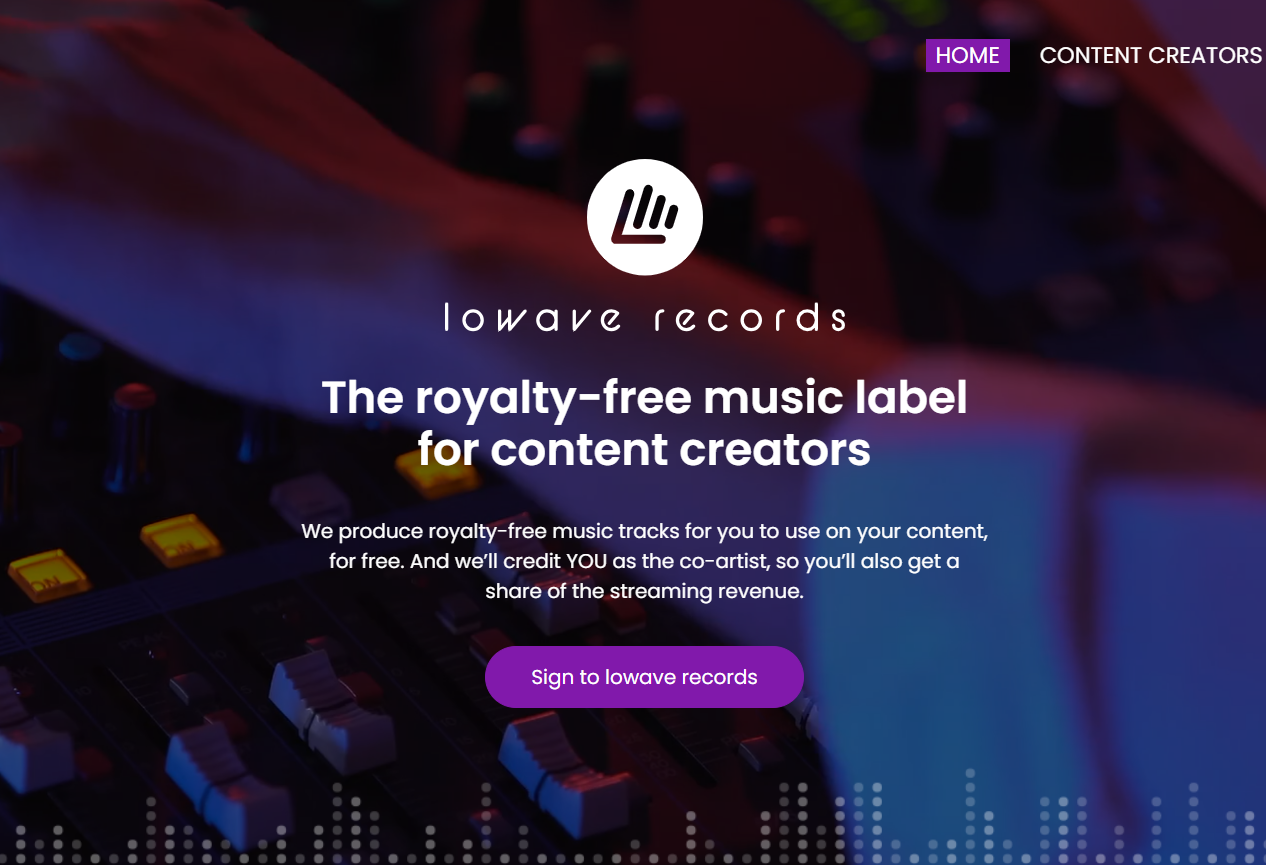 HOME CONTENT CREATORS
lowave records
The royalty-free music label
for content creators
We produce royalty-free music tracks for you to use on your content,
for free. And we’ll credit YOU as the co-artist, so you’ll also get a
share of the streaming revenue.
Sign to lowave records
ON
ON